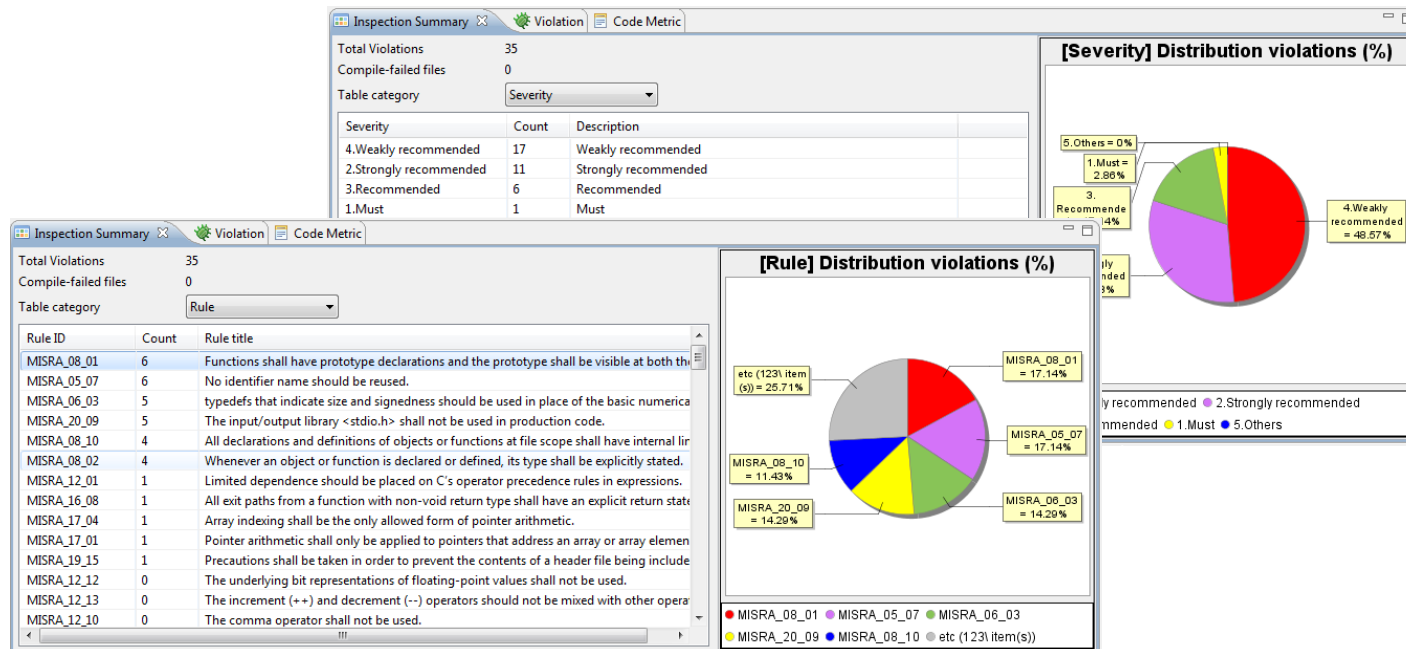 Inspection Summary Violation Code Metric
Total Violations 35
Compile-failed files 0
Table category Severity
Severity Count Description
4.Weakly recommended 17 Weakly recommended
2.Strongly recommended 11 Strongly recommended
3.Recommended 6 Recommended
1.Must 1 Must
[Severity] Distribution violations (%)
5.Others = 0%
1.Must =
2.86%
3.
Recommende
14%
4.Weakly
recommended
= 48.57%
recommended 2.Strongly recommended
1.Must 5.Others
Inspection Summary Violation Code Metric
Total Violations 35
Compile-failed files 0
Table category Rule
Rule ID Count Rule title
MISRA_08_01 6 Functions shall have prototype declarations and the prototype shall be visible at both the
MISRA_05_07 6 No identifier name should be reused.
MISRA_06_03 5 typedefs that indicate size and signedness should be used in place of the basic numerica
MISRA_20_09 5 The input/output library <stdio.h> shall not be used in production code.
MISRA_08_10 4 All declarations and definitions of objects or functions at file scope shall have internal lin
MISRA_08_02 4 Whenever an object or function is declared or defined, its type shall be explicitly stated.
MISRA_12_01 1 Limited dependence should be placed on C's operator precedence rules in expressions.
MISRA_16_08 1 All exit paths from a function with non-void return type shall have an explicit return state
MISRA_17_04 1 Array indexing shall be the only allowed form of pointer arithmetic.
MISRA_17_01 1 Pointer arithmetic shall only be applied to pointers that address an array or array elemen
MISRA_19_15 1 Precautions shall be taken in order to prevent the contents of a header file being include
MISRA_12_12 0 The underlying bit representations of floating-point values shall not be used.
MISRA_12_13 0 The increment (++) and decrement (--) operators should not be mixed with other opera
MISRA_12_10 0 The comma operator shall not be used.
[Rule] Distribution violations (%)
etc (123\ item
(s)) = 25.71%
MISRA_08_01
= 17.14%
MISRA_05_07
= 17.14%
MISRA_08_10
= 11.43%
MISRA_06_03
= 14.29%
MISRA_20_09
= 14.29%
MISRA_08_01 MISRA_05_07 MISRA_06_03
MISRA_20_09 MISRA_08_10 etc (123\ item(s))